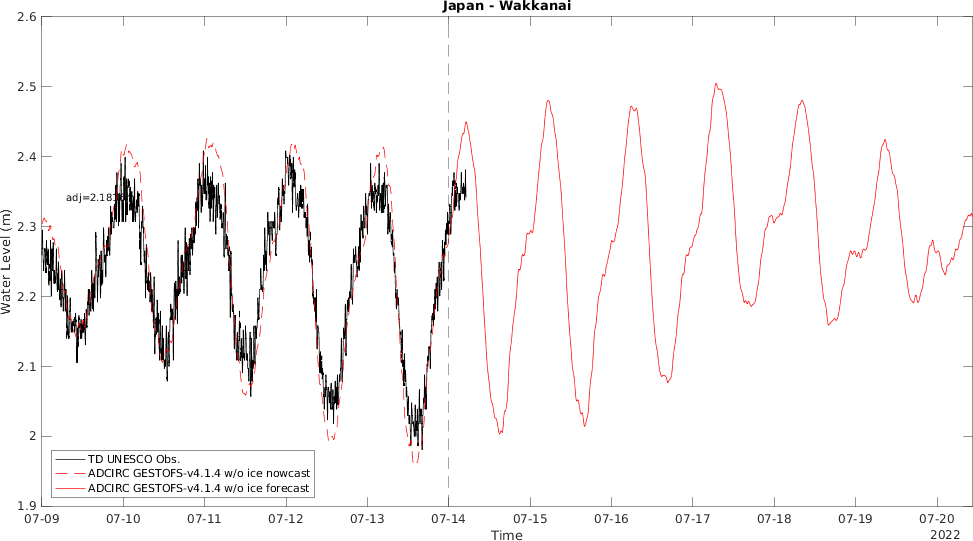 Japan - Wakkanai
2.6
2.5
2.4
2.3
2.2
2.1
2
1.9
Water Level (m)
TD UNESCO Obs.
ADCIRC GESTOFS-v4.1.4 w/o ice nowcast
ADCIRC GESTOFS-v4.1.4 w/o ice forecast
07-09 07-10 07-11 07-12 07-13 07-14 07-15 07-16 07-17 07-18 07-19 07-20
2022
Time